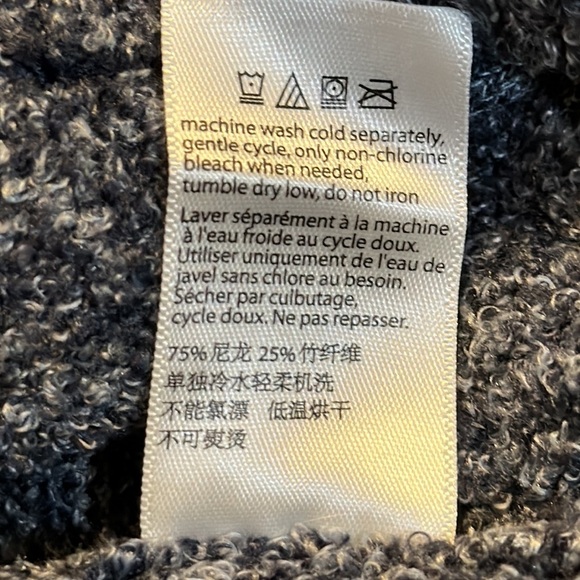 machine wash cold separately,
gentle cycle, only non-chlorine
bleach when needed,
tumble dry low, do not iron
Laver séparément à la machine
à l'eau froide au cycle doux.
Utiliser uniquement de l'eau de
javel sans chlore au besoin.
Sécher par culbutage,
cycle doux. Ne pas repasser.
75%尼龙 25%竹纤维
单独冷水轻柔机洗
不能氯漂 低温烘干
不可熨烫